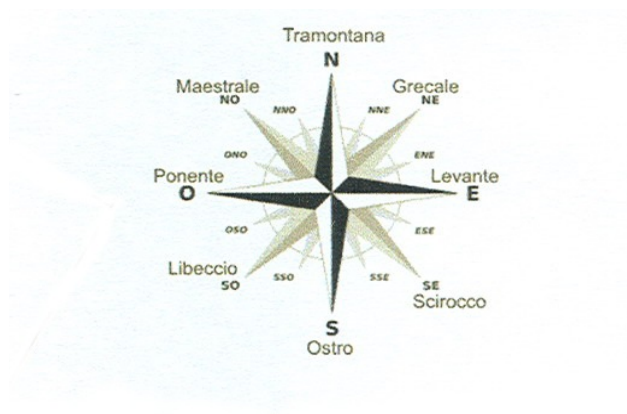 Tramontana
N
Maestrale
NO
Grecale
NE
NNO
NNE
ONO
ENE
Ponente
O
Levante
E
OSO
ESE
Libeccio
SO
SSO
SSE
SE
Scirocco
S
Ostro